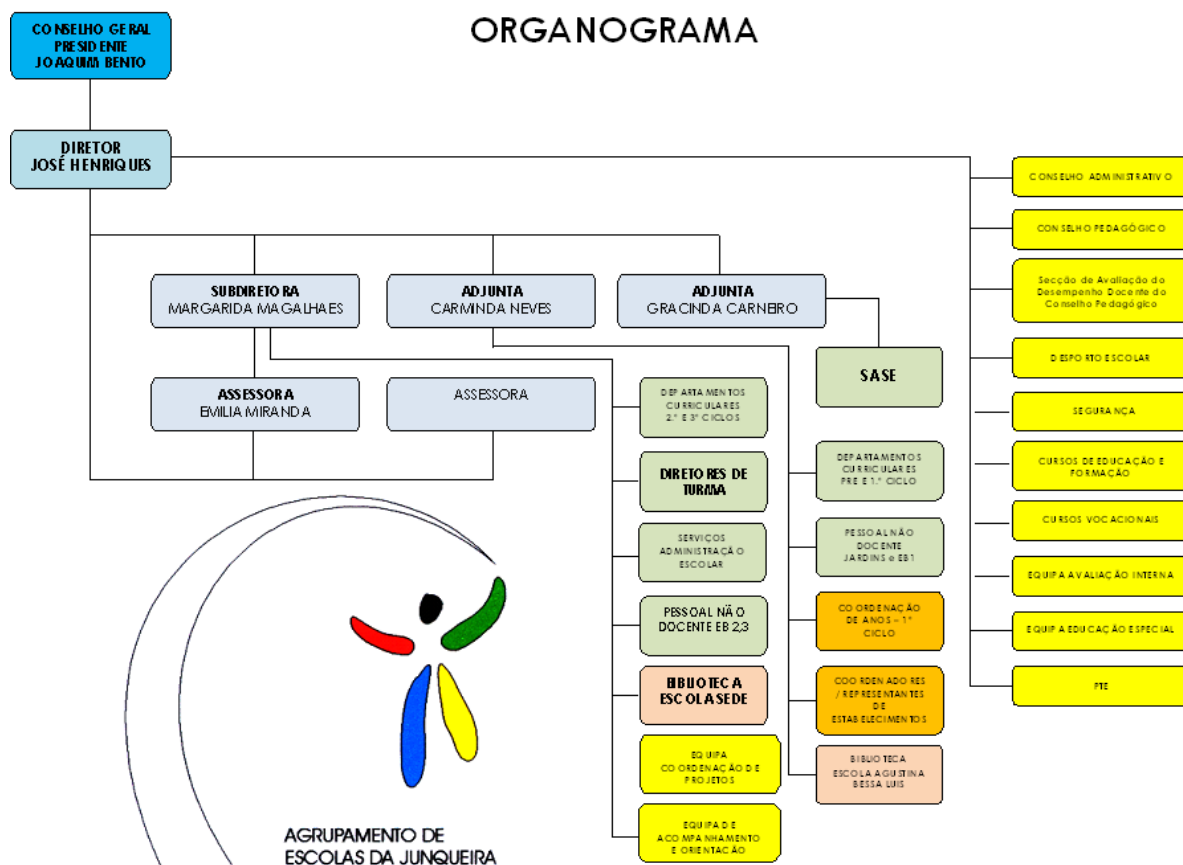 ORGANOGRAMA
CONSELHO GERAL
PRESIDENTE
JOAQUIM BENTO
DIRETOR
JOSÉ HENRIQUES
SUBDIRETORA
MARGARIDA MAGALHAES
ADJUNTA
CARMINDA NEVES
ADJUNTA
GRACINDA CARNEIRO
SASE
ASSESSORA
EMILIA MIRANDA
ASSESSORA
DEPARTAMENTOS
CURRICULARES
2.º E 3º CICLOS
DIRETORES DE
TURMA
SERVIÇOS
ADMINISTRAÇÃO
ESCOLAR
PESSOAL NÃO
DOCENTE EB 2,3
BIBLIOTECA
ESCOLA SEDE
EQUIPA
COORDENAÇÃO DE
PROJETOS
EQUIPA DE
ACOMPANHAMENTO
E ORIENTAÇÃO
DEPARTAMENTOS
CURRICULARES
PRE E 1.º CICLO
PESSOAL NÃO
DOCENTE
JARDINS e EB1
COORDENAÇÃO
DE ANOS – 1º
CICLO
COORDENADORES
/ REPRESENTANTES
DE
ESTABELECIMENTOS
BIBLIOTECA
ESCOLA AGUSTINA
BESSA LUIS
CONSELHO ADMINISTRATIVO
CONSELHO PEDAGÓGICO
Secção de Avaliação do
Desempenho Docente do
Conselho Pedagógico
DESPORTO ESCOLAR
SEGURANÇA
CURSOS DE EDUCAÇÃO E
FORMAÇÃO
CURSOS VOCACIONAIS
EQUIPA AVALIAÇÃO INTERNA
EQUIPA EDUCAÇÃO ESPECIAL
PTE
AGRUPAMENTO DE
ESCOLAS DA JUNQUEIRA